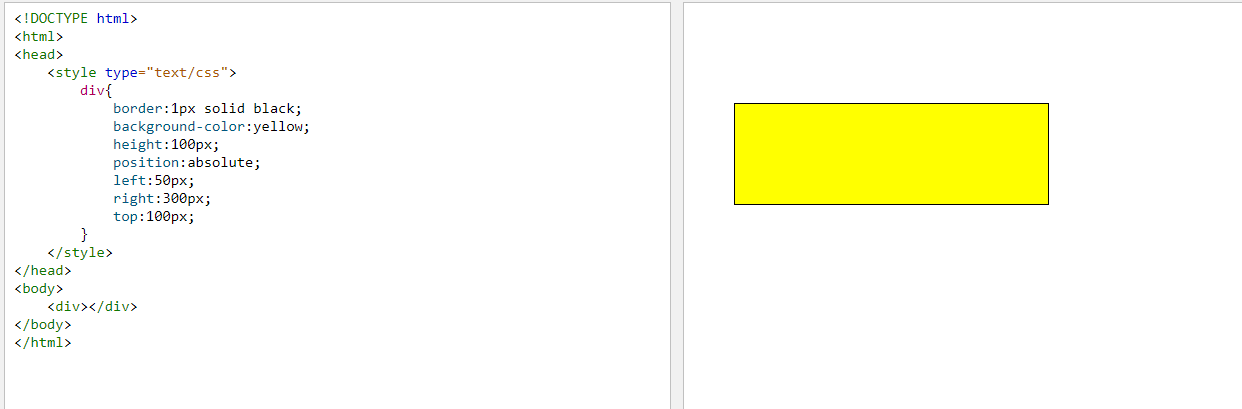 <!DOCTYPE html>
<html>
<head>
    <style type="text/css">
        div{
            border:1px solid black;
            background-color:yellow;
            height:100px;
            position:absolute;
            left:50px;
            right:300px;
            top:100px;
        }
    </style>
</head>
<body>
    <div></div>
</body>
</html>